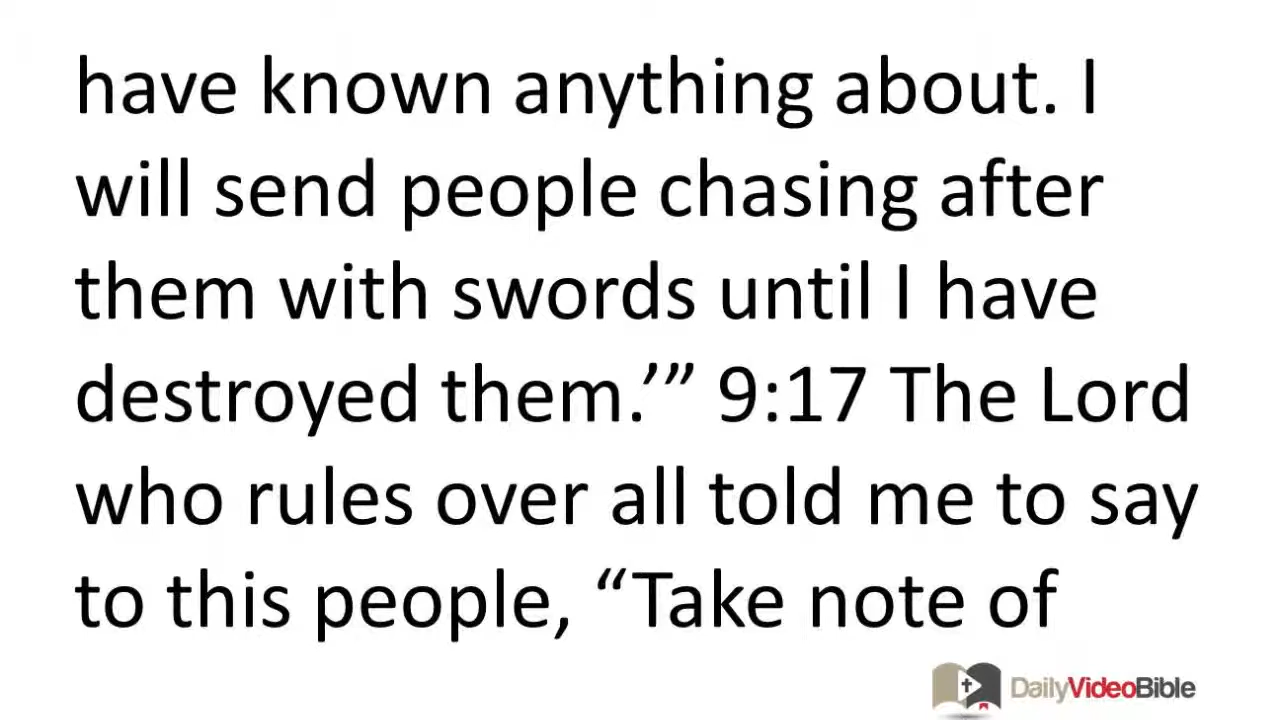 have known anything about. I
will send people chasing after
them with swords until I have
destroyed them.’” 9:17 The Lord
who rules over all told me to say
to this people, “Take note of
DailyVideoBible